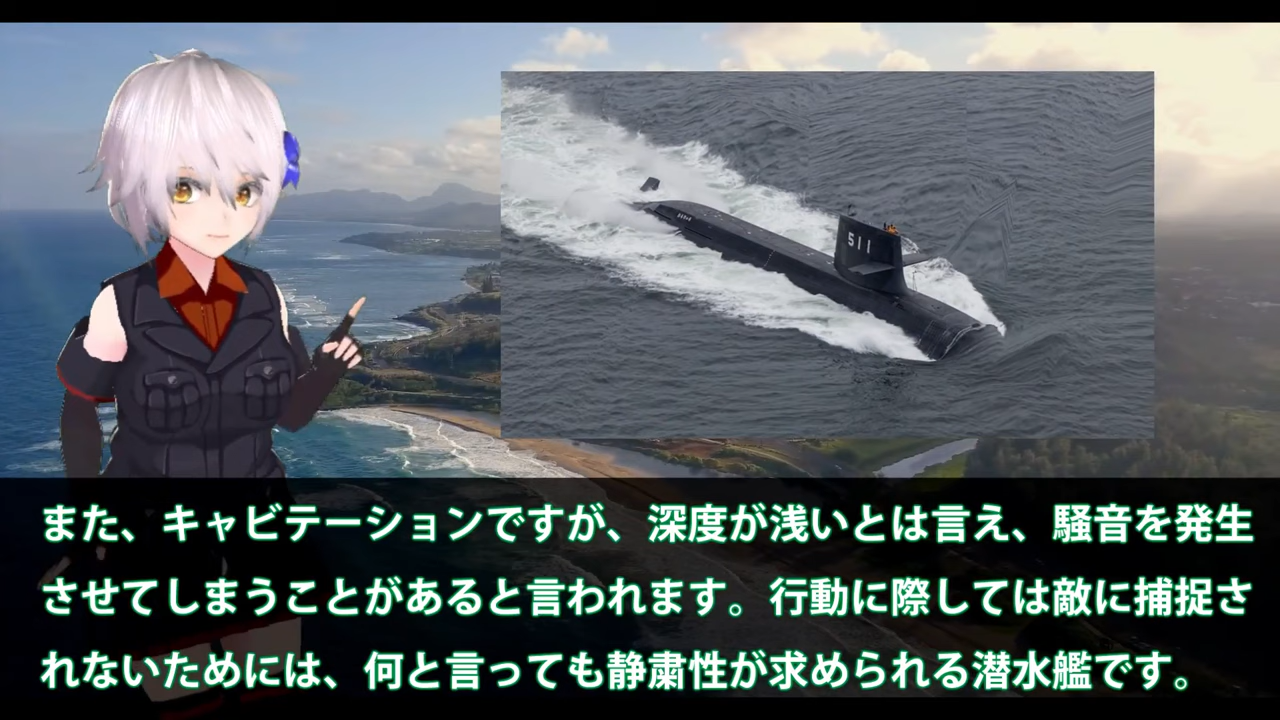 511
また、キャビテーションですが、深度が浅いとは言え、騒音を発生
させてしまうことがあると言われます。行動に際しては敵に捕捉さ
れないためには、何と言っても静粛性が求められる潜水艦です。